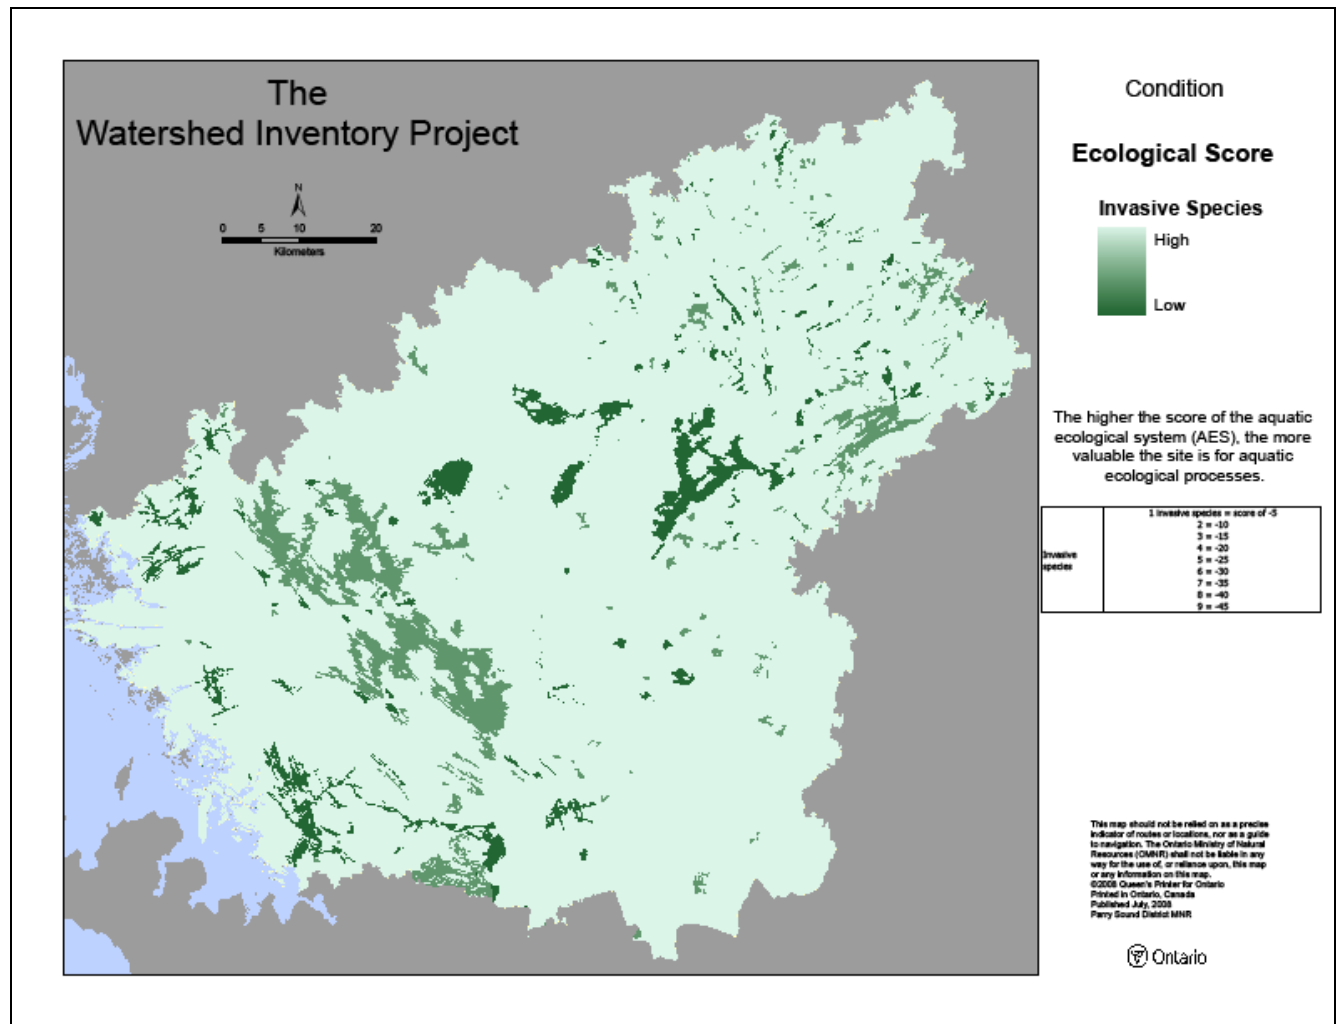 The
Watershed Inventory Project
N
0 5 10 20
Kilometers
Condition
Ecological Score
Invasive Species
High
Low
The higher the score of the aquatic
ecological system (AES), the more
valuable the site is for aquatic
ecological processes.
Invasive
species
1 invasive species = score of -5
2 = -10
3 = -15
4 = -20
5 = -25
6 = -30
7 = -35
8 = -40
9 = -45
This map should not be relied on as a precise
indicator of routes or locations, nor as a guide
to navigation. The Ontario Ministry of Natural
Resources (OMNR) shall not be liable in any
way for the use of, or reliance upon, this map
or any information on this map.
©2008 Queen's Printer for Ontario
Printed in Ontario, Canada
Published July, 2008
Parry Sound District MNR
Ontario